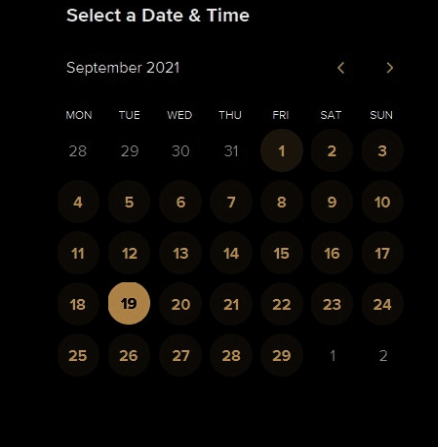 Select a Date & Time
September 2021
MON TUE WED THU FRI SAT SUN
28 29 30 31 1 2 3
4 5 6 7 8 9 10
11 12 13 14 15 16 17
18 19 20 21 22 23 24
25 26 27 28 29 1 2